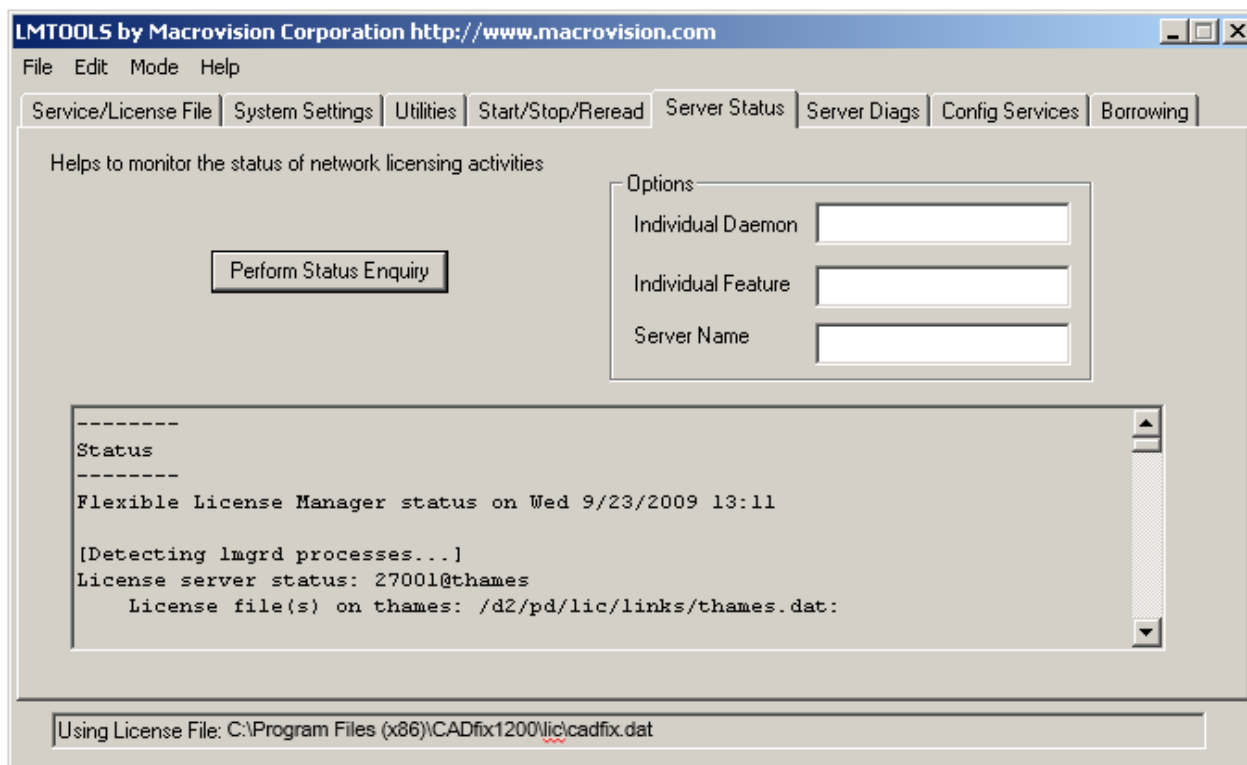 LMTOOLS by Macrovision Corporation http://www.macrovision.com
File Edit Mode Help
Service/License File System Settings Utilities Start/Stop/Reread Server Status Server Diags Config Services Borrowing
Helps to monitor the status of network licensing activities
Options
Individual Daemon
Perform Status Enquiry
Individual Feature
Server Name
--------
Status
--------
Flexible License Manager status on Wed 9/23/2009 13:11
[Detecting lmgrd processes...]
License server status: 27001@thames
License file(s) on thames: /d2/pd/lic/links/thames.dat:
Using License File: C:\Program Files (x86)\CADfix1200\lic\cadfix.dat